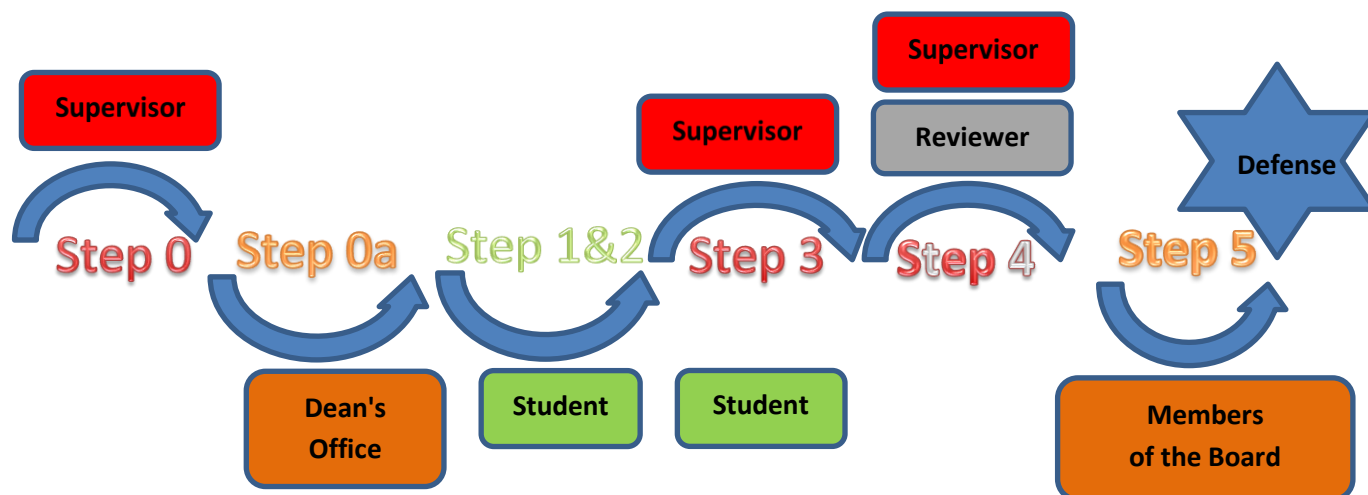 Supervisor
Supervisor
Supervisor
Reviewer
Defense
Step 0
Step 0a
Step 1&2
Step 3
Step 4
Step 5
Dean's
Office
Student
Student
Members
of the Board